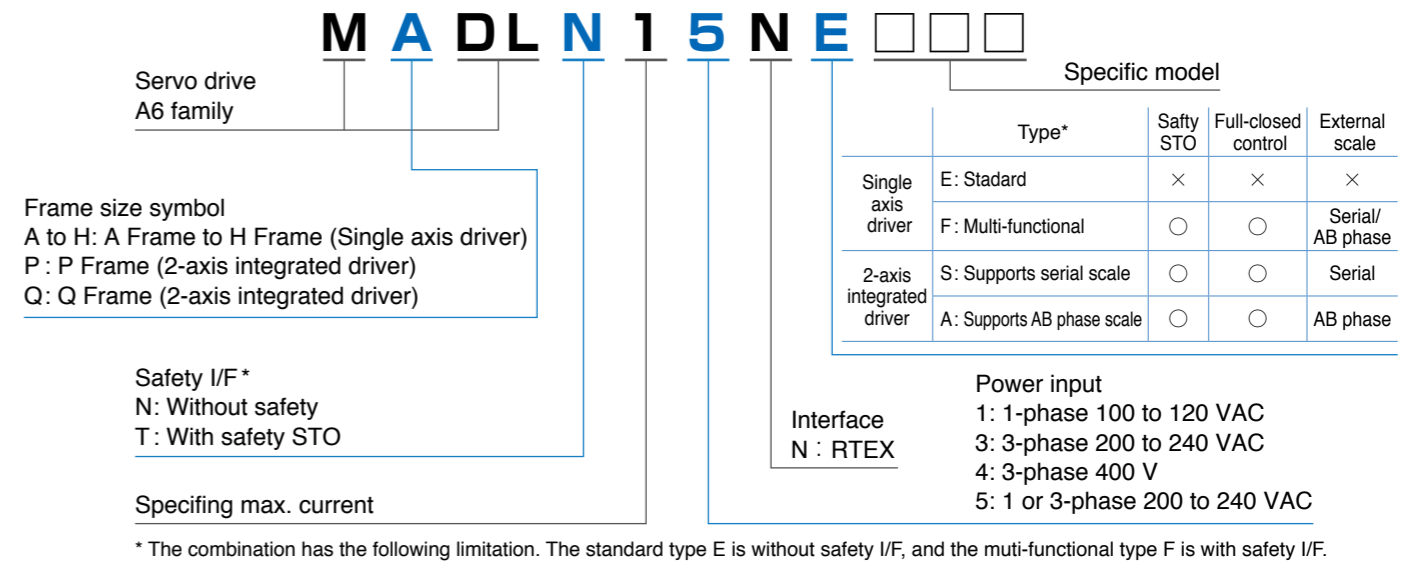 M A D L N 1 5 N E □ □ □
Servo drive
A6 family
Specific model
Type*
Safty
STO
Full-closed
control
External
scale
Single
axis
driver
E: Stadard
×
×
×
F: Multi-functional
○
○
Serial/
AB phase
2-axis
integrated
driver
S: Supports serial scale
○
○
Serial
A: Supports AB phase scale
○
○
AB phase
Frame size symbol
A to H: A Frame to H Frame (Single axis driver)
P: P Frame (2-axis integrated driver)
Q: Q Frame (2-axis integrated driver)
Safety I/F*
N: Without safety
T: With safety STO
Specifing max. current
Interface
N : RTEX
Power input
1: 1-phase 100 to 120 VAC
3: 3-phase 200 to 240 VAC
4: 3-phase 400 V
5: 1 or 3-phase 200 to 240 VAC
* The combination has the following limitation. The standard type E is without safety I/F, and the muti-functional type F is with safety I/F.